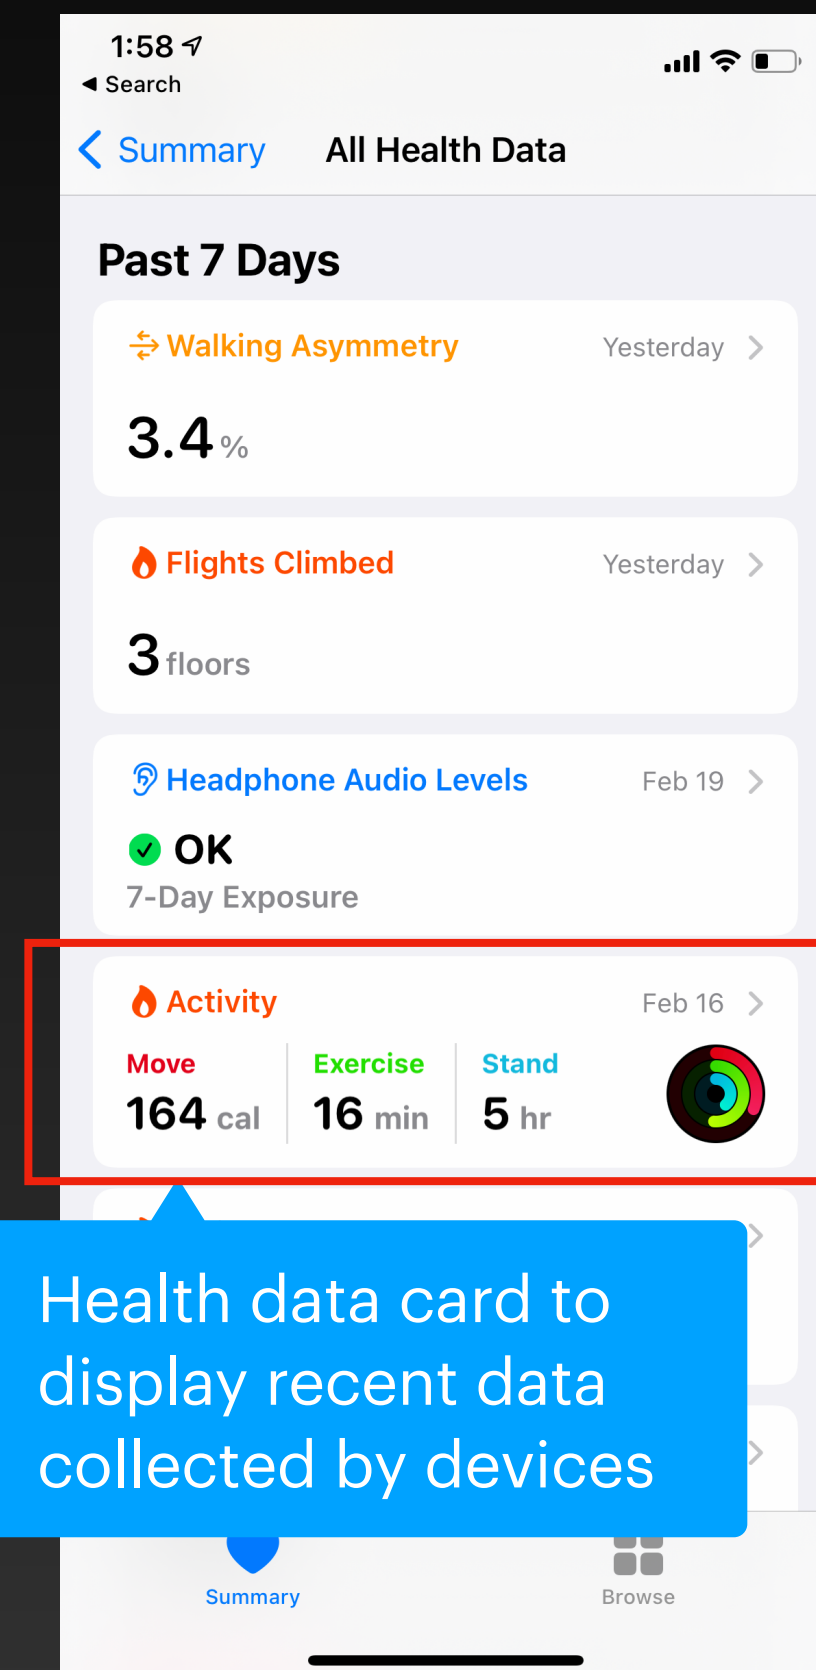 1:58
Search
Summary All Health Data
Past 7 Days
Walking Asymmetry Yesterday
3.4 %
Flights Climbed Yesterday
3 floors
Headphone Audio Levels Feb 19
OK
7-Day Exposure
Activity Feb 16
Move Exercise Stand
164 cal 16 min 5 hr
Health data card to
display recent data
collected by devices
Summary Browse